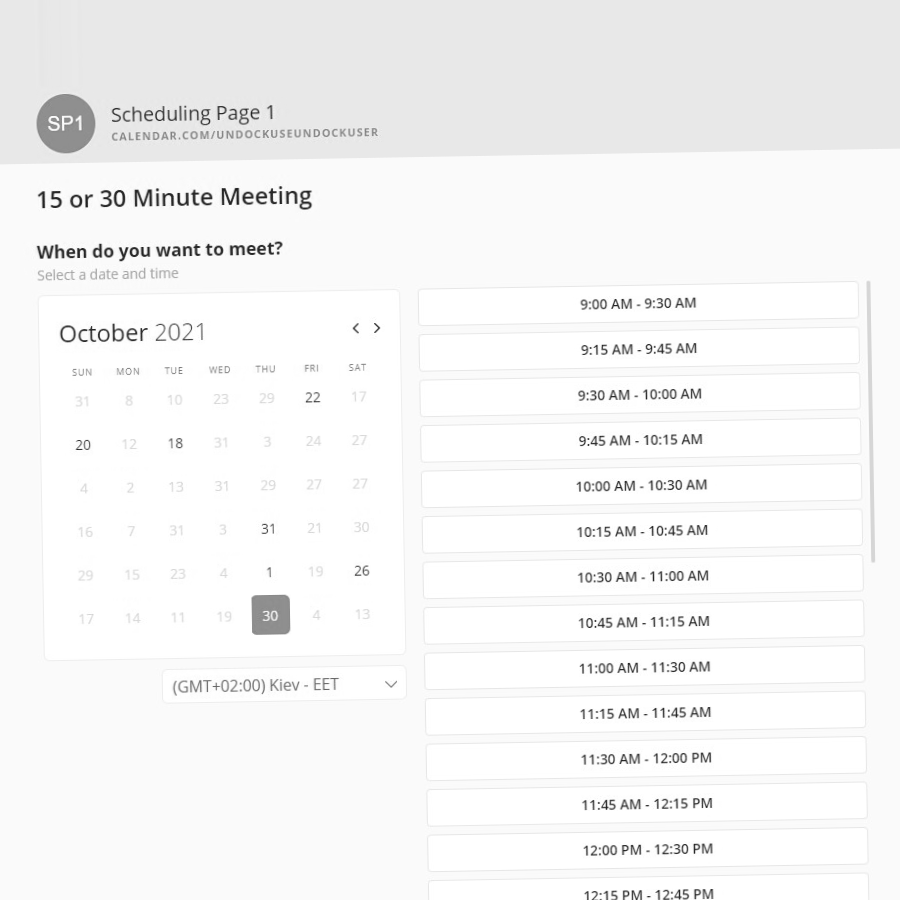 SP1
Scheduling Page 1
CALENDAR.COM/UNDOCKUSEUNDOCKUSER
15 or 30 Minute Meeting
When do you want to meet?
Select a date and time
October 2021
SUN MON TUE WED THU FRI SAT
31 8 10 23 29 22 17
20 12 18 31 3 24 27
4 2 13 31 29 27 27
16 7 31 3 31 21 30
29 15 23 4 1 19 26
17 14 11 19 30 4 13
(GMT+02:00) Kiev - EET
9:00 AM - 9:30 AM
9:15 AM - 9:45 AM
9:30 AM - 10:00 AM
9:45 AM - 10:15 AM
10:00 AM - 10:30 AM
10:15 AM - 10:45 AM
10:30 AM - 11:00 AM
10:45 AM - 11:15 AM
11:00 AM - 11:30 AM
11:15 AM - 11:45 AM
11:30 AM - 12:00 PM
11:45 AM - 12:15 PM
12:00 PM - 12:30 PM
12:15 PM - 12:45 PM